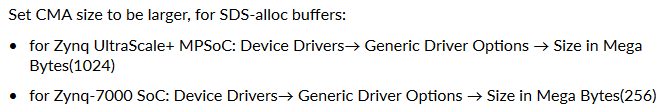 Set CMA size to be larger, for SDS-alloc buffers:
• for Zynq UltraScale+ MPSoC: Device Drivers→ Generic Driver Options → Size in Mega
Bytes(1024)
• for Zynq-7000 SoC: Device Drivers→ Generic Driver Options → Size in Mega Bytes(256)